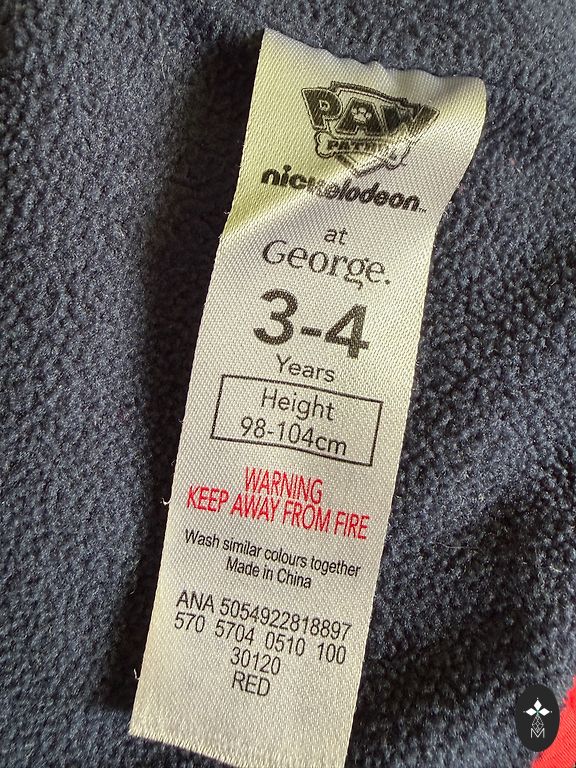 PAW
PATROL
nickelodeon™
at
George.
3-4
Years
Height
98-104cm
WARNING
KEEP AWAY FROM FIRE
Wash similar colours together
Made in China
ANA 5054922818897
570 5704 0510 100
30120
RED
M